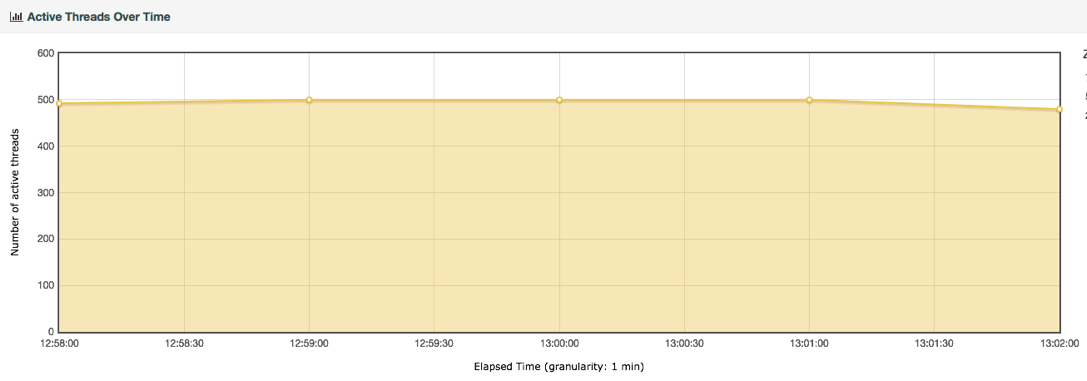 Active Threads Over Time
600
500
400
300
200
100
0
Number of active threads
12:58:00 12:58:30 12:59:00 12:59:30 13:00:00 13:00:30 13:01:00 13:01:30 13:02:00
Elapsed Time (granularity: 1 min)
Z